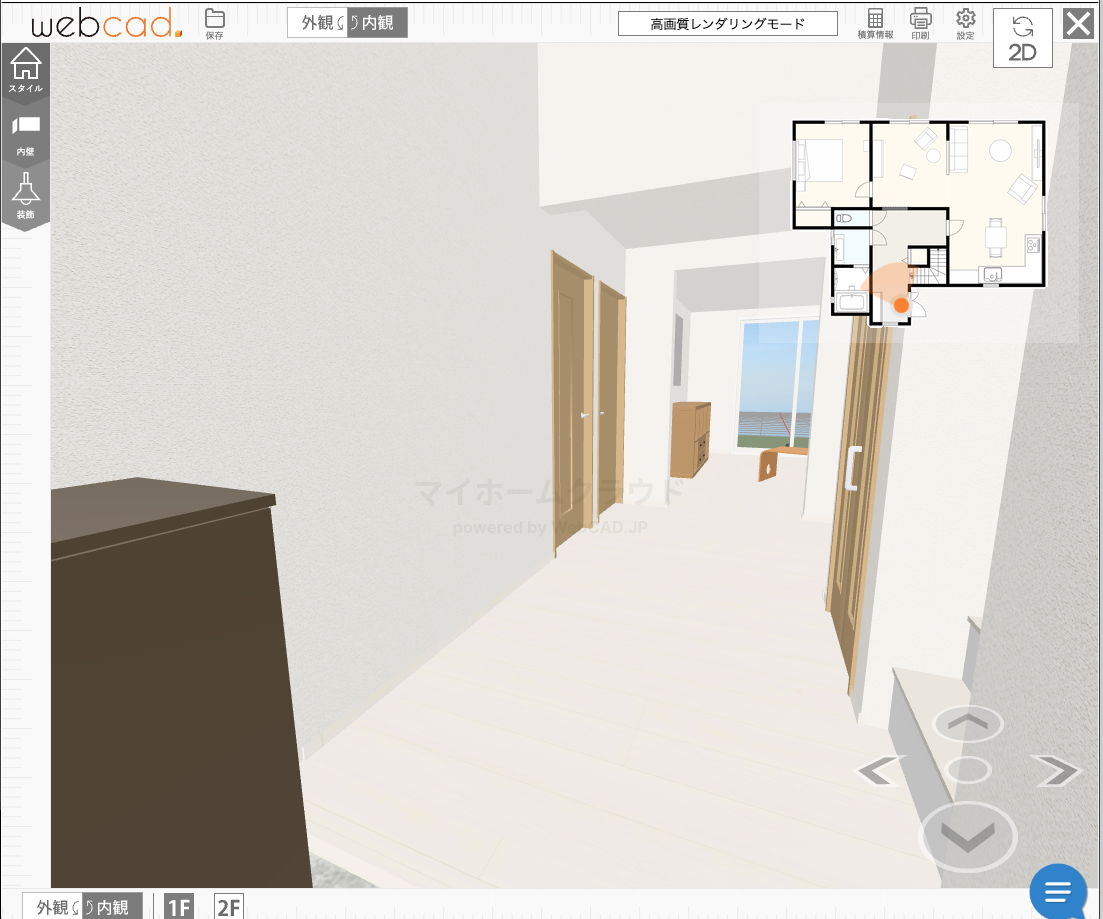 webcad.
保存
外観 内観
高画質レンダリングモード
積算情報
印刷
設定
2D
スタイル
内壁
装飾
マイホームクラウド
powered by WebCAD.JP
外観 内観
1F
2F